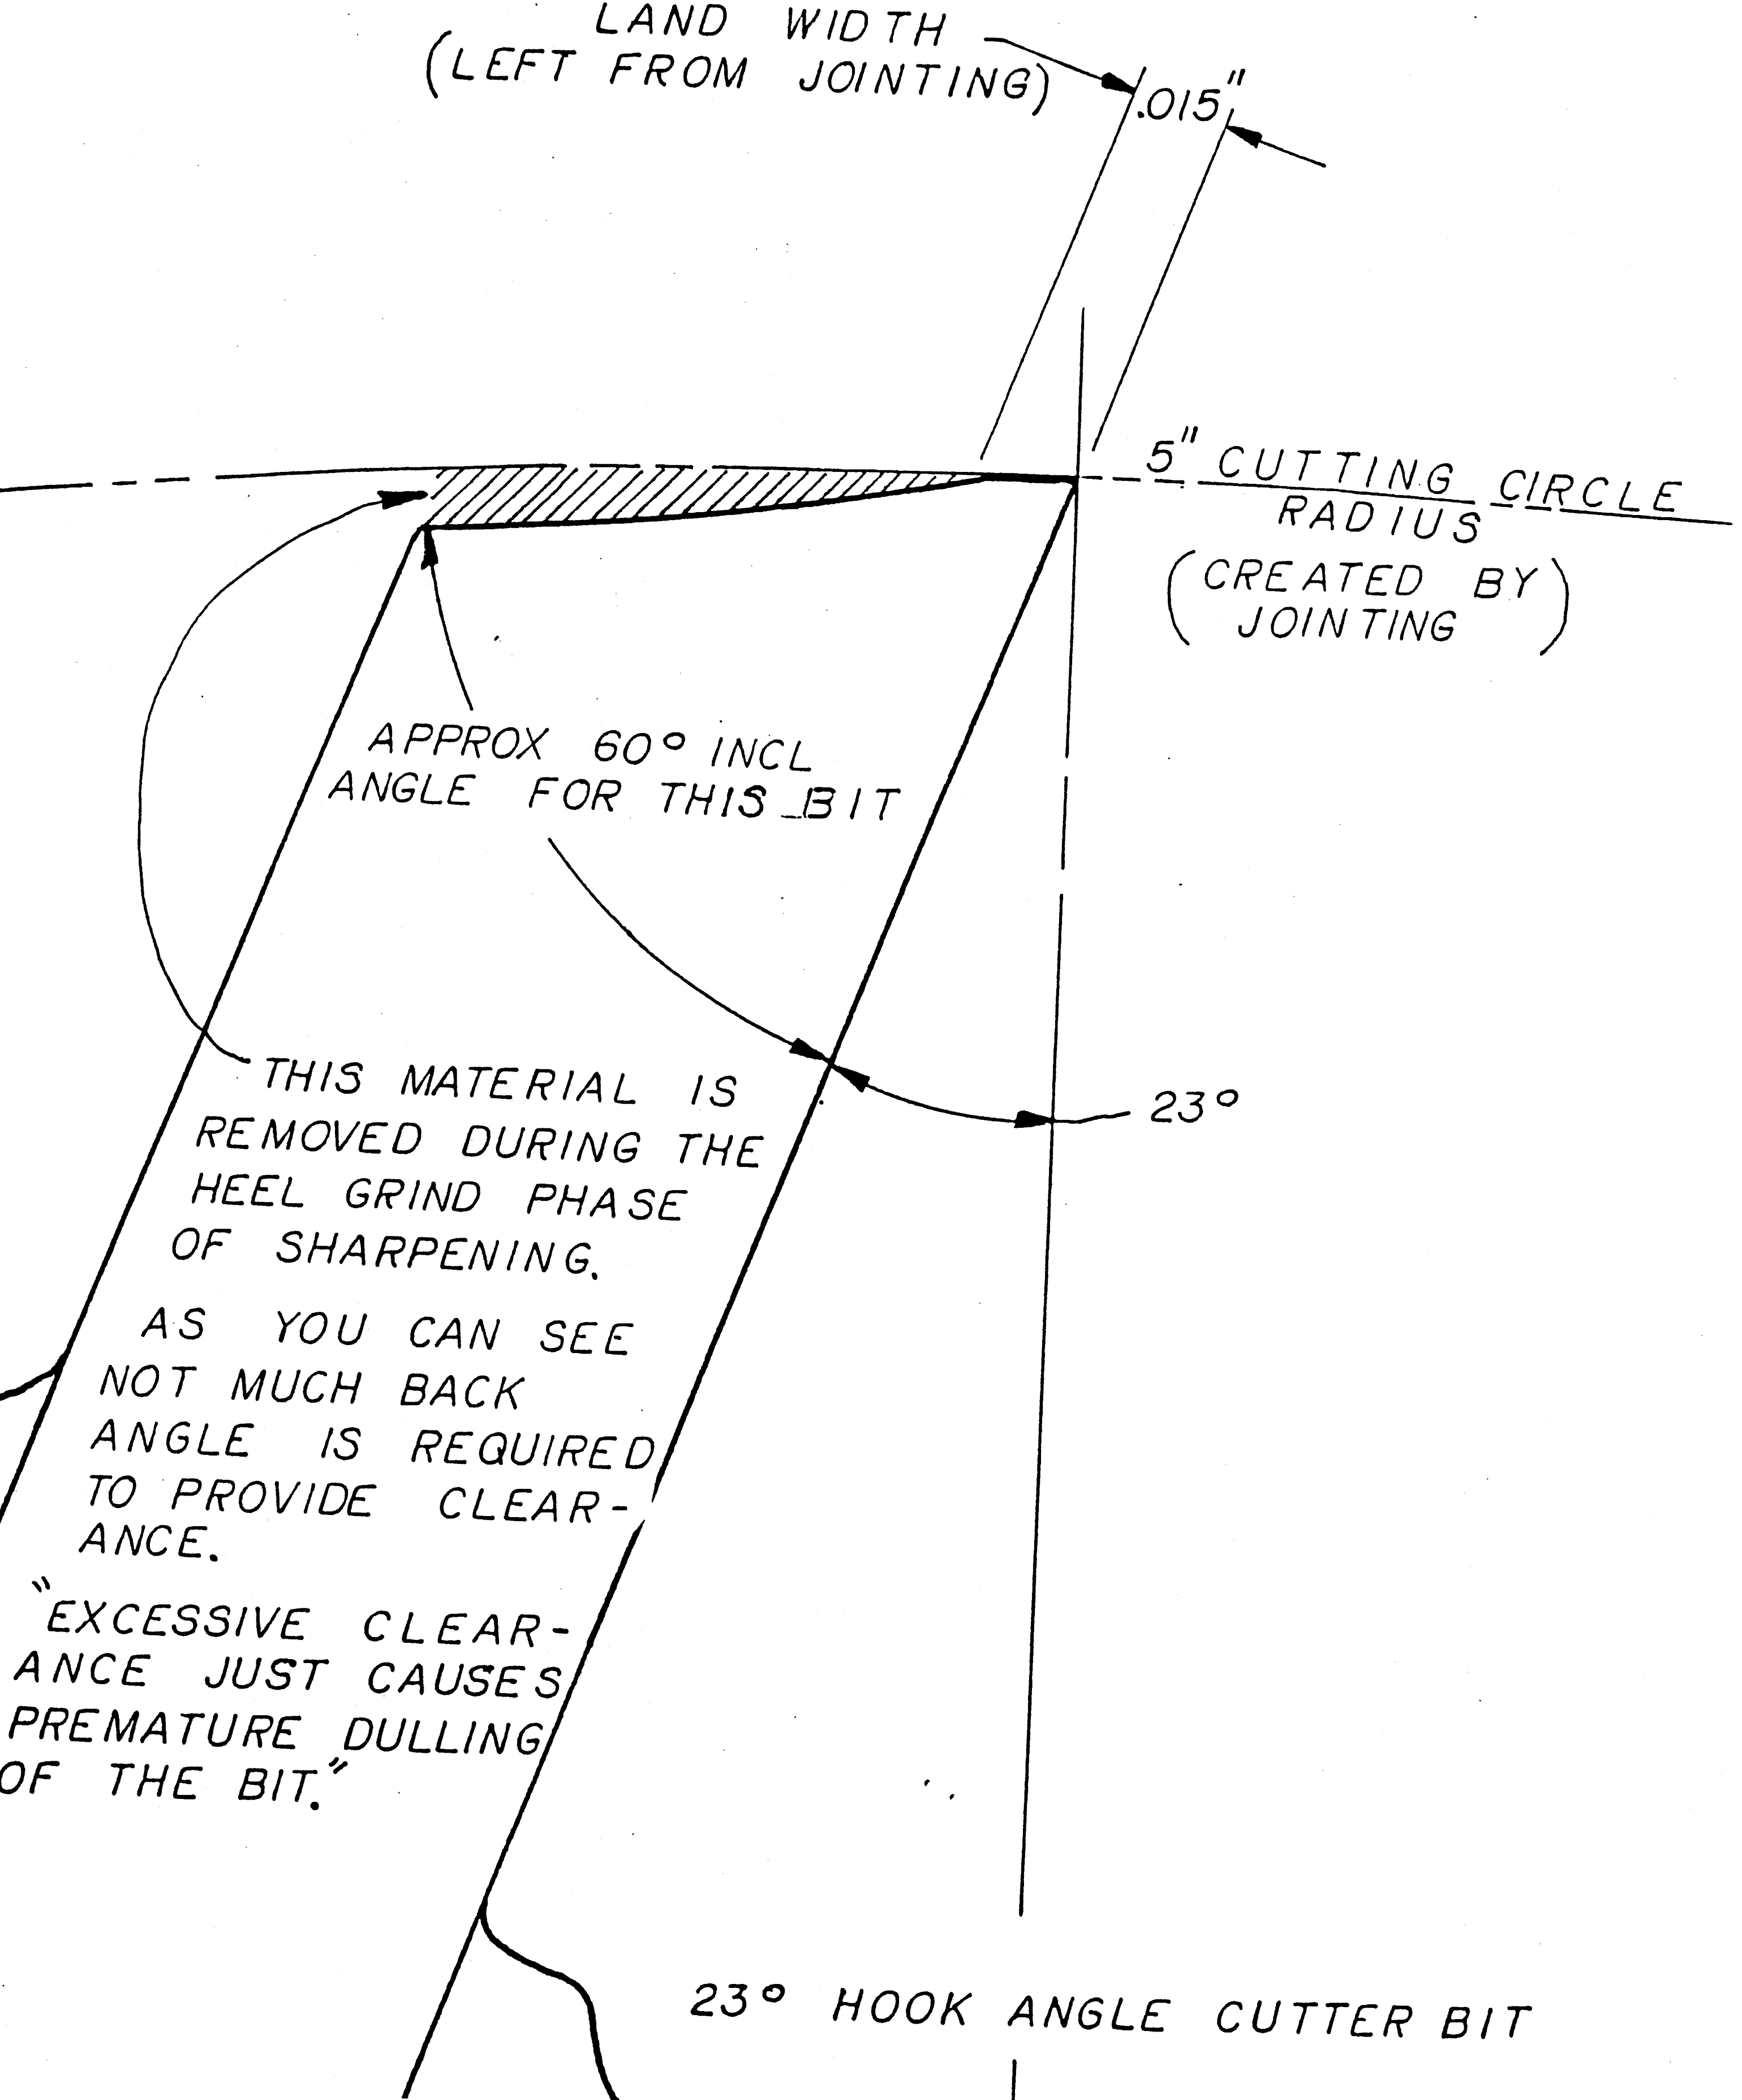 LAND WIDTH
(LEFT FROM JOINTING)
.015"
5" CUTTING CIRCLE
RADIUS
(CREATED BY
JOINTING)
APPROX 60° INCL
ANGLE FOR THIS BIT
23°
THIS MATERIAL IS
REMOVED DURING THE
HEEL GRIND PHASE
OF SHARPENING.
AS YOU CAN SEE
NOT MUCH BACK
ANGLE IS REQUIRED
TO PROVIDE CLEAR-
ANCE.
"EXCESSIVE CLEAR-
ANCE JUST CAUSES
PREMATURE DULLING
OF THE BIT."
23° HOOK ANGLE CUTTER BIT